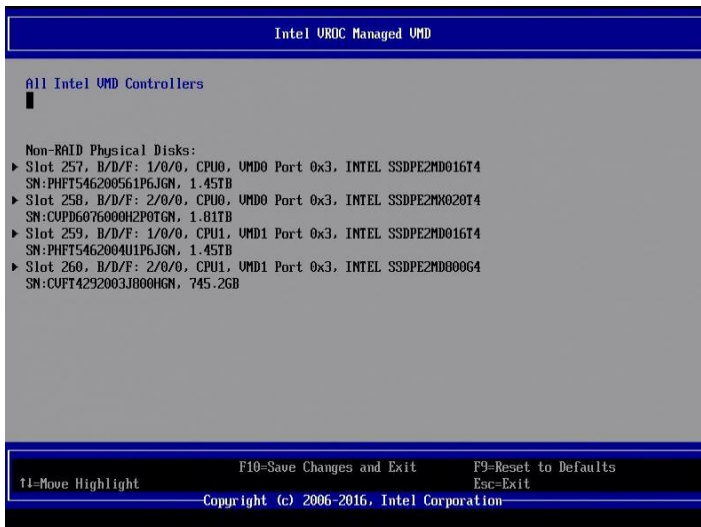 Intel VROC Managed VMD
All Intel VMD Controllers
Non-RAID Physical Disks:
Slot 257, B/D/F: 1/0/0, CPU0, VMD0 Port 0x3, INTEL SSDPE2MD016T4
SN:PHFT546200561P6JGN, 1.45TB
Slot 258, B/D/F: 2/0/0, CPU0, VMD0 Port 0x3, INTEL SSDPE2MX020T4
SN:CVPD6076000H2P0TGN, 1.81TB
Slot 259, B/D/F: 1/0/0, CPU1, VMD1 Port 0x3, INTEL SSDPE2MD016T4
SN:PHFT5462004U1P6JGN, 1.45TB
Slot 260, B/D/F: 2/0/0, CPU1, VMD1 Port 0x3, INTEL SSDPE2MD800G4
SN:CVFT4292003J800HGN, 745.2GB
F10=Save Changes and Exit F9=Reset to Defaults
↑↓=Move Highlight Esc=Exit
Copyright (c) 2006-2016, Intel Corporation